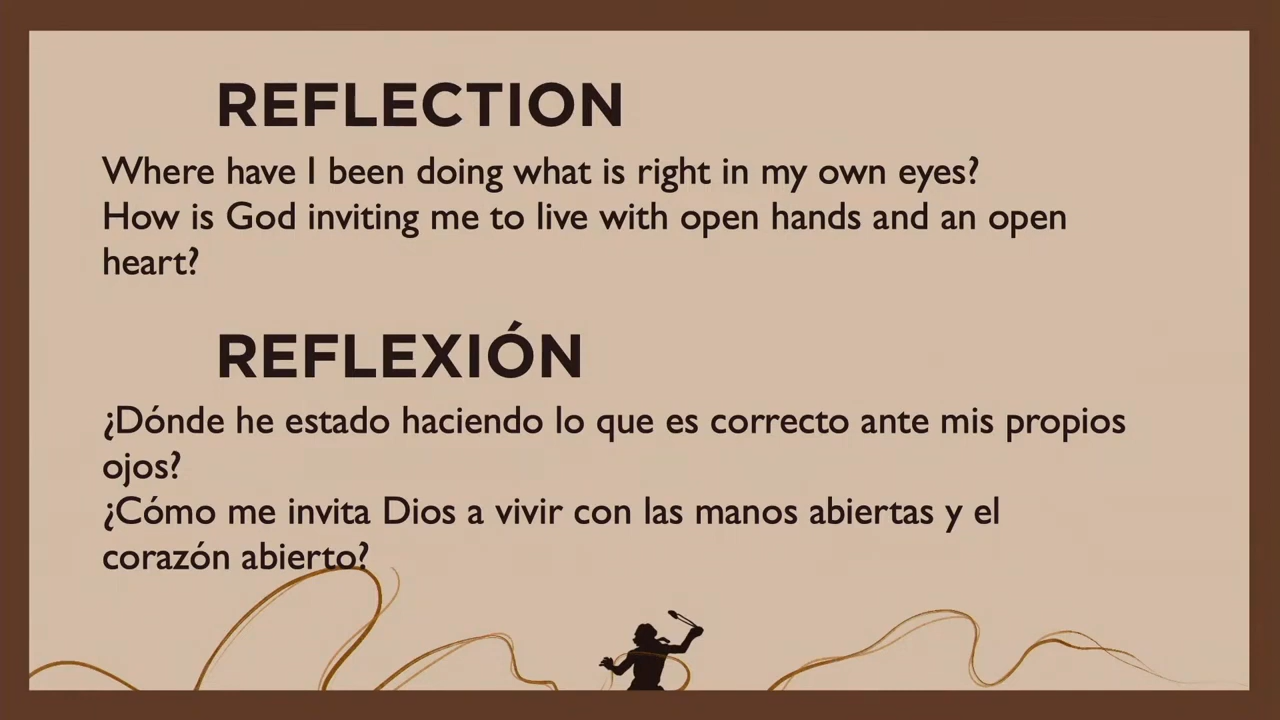 REFLECTION
Where have I been doing what is right in my own eyes?
How is God inviting me to live with open hands and an open
heart?
REFLEXIÓN
¿Dónde he estado haciendo lo que es correcto ante mis propios
ojos?
¿Cómo me invita Dios a vivir con las manos abiertas y el
corazón abierto?